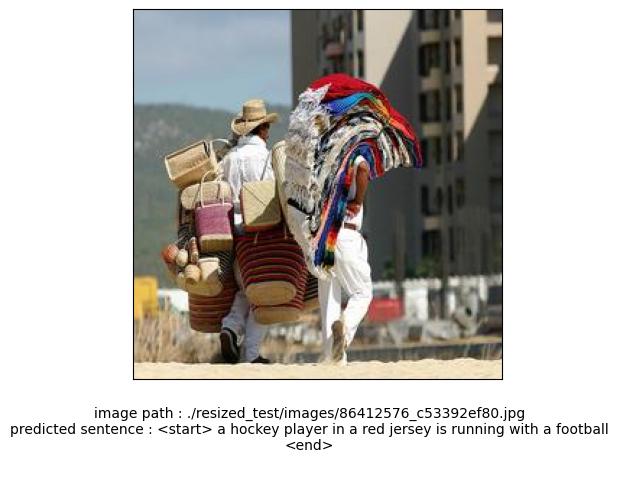 image path : ./resized_test/images/86412576_c53392ef80.jpg
predicted sentence : <start> a hockey player in a red jersey is running with a football
<end>